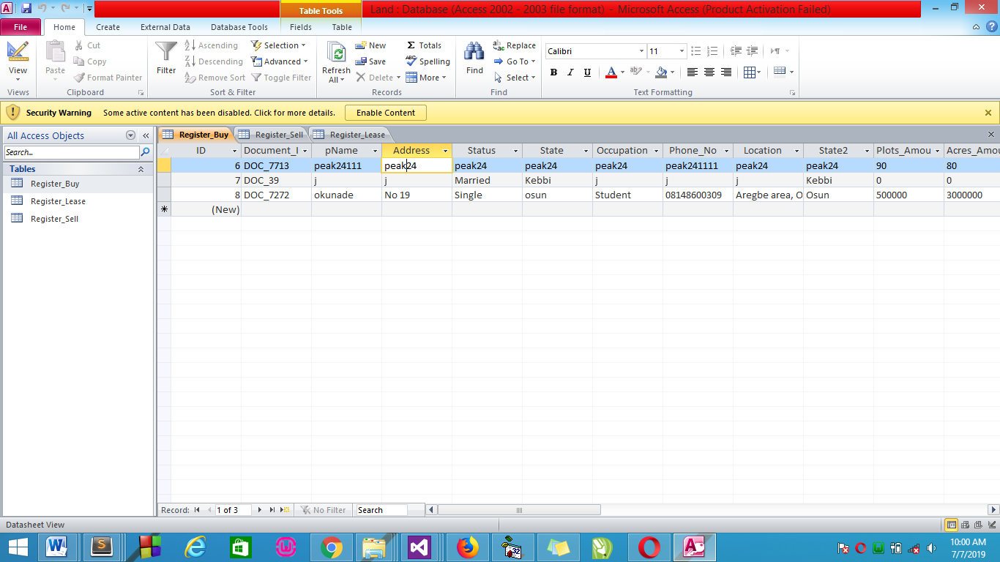 Table Tools
Land : Database (Access 2002 - 2003 file format) - Microsoft Access (Product Activation Failed)
File Home Create External Data Database Tools Fields Table
View
Views
Paste
Cut
Copy
Format Painter
Clipboard
Filter
Ascending
Descending
Remove Sort
Selection
Advanced
Toggle Filter
Sort & Filter
Refresh All
New
Save
Delete
Totals
Spelling
More
Records
Find
Replace
Go To
Select
Find
Calibri 11
B I U A ab
Text Formatting
Security Warning Some active content has been disabled. Click for more details. Enable Content
All Access Objects
Search...
Tables
Register_Buy
Register_Lease
Register_Sell
Register_Buy Register_Sell Register_Lease
ID Document_I pName Address Status State Occupation Phone_No Location State2 Plots_Amou Acres_Amou
6 DOC_7713 peak24111 peak24 peak24 peak24 peak24 peak241111 peak24 peak24 90 80
7 DOC_39 j j Married Kebbi j j j Kebbi 0 0
8 DOC_7272 okunade No 19 Single osun Student 08148600309 Aregbe area, O Osun 500000 3000000
* (New)
Record: 1 of 3 No Filter Search
Datasheet View
10:00 AM
7/7/2019